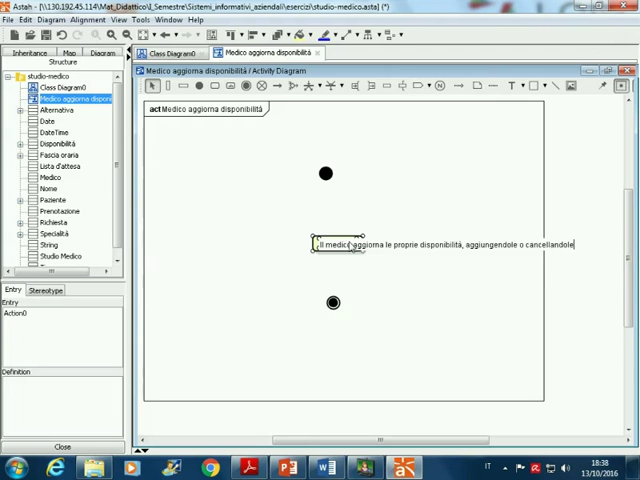 Astah - [\\130.192.45.114\Mat_Didattico\I_Semestre\Sistemi_informativi_aziendali\esercizi\studio-medico.asta] (*)
File Edit Diagram Alignment View Tools Window Help
Inheritance Map Diagram
Structure
studio-medico
Class Diagram0
Medico aggiorna disponi
Alternativa
Date
DateTime
Disponibilità
Fascia oraria
Lista d'attesa
Medico
Nome
Paziente
Prenotazione
Richiesta
Specialità
String
Studio Medico
Entry Stereotype
Entry
Action0
Definition
Close
Class Diagram0
Medico aggiorna disponibilità
Medico aggiorna disponibilità / Activity Diagram
act Medico aggiorna disponibilità
Il medico aggiorna le proprie disponibilità, aggiungendole o cancellandole
IT
18:38
13/10/2016